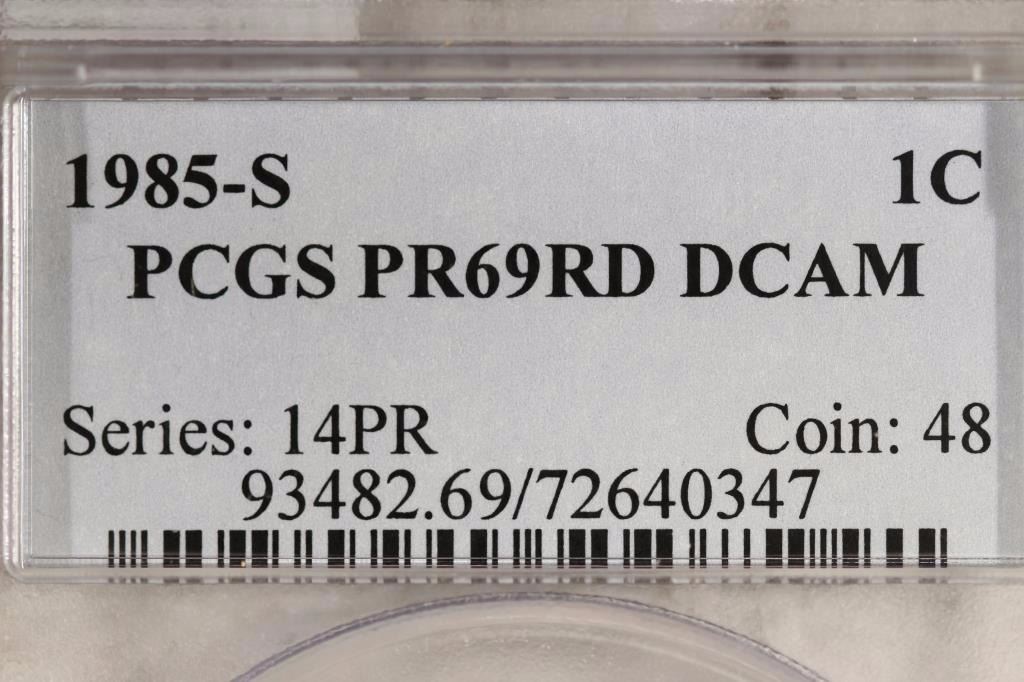 1985-S 1C
PCGS PR69RD DCAM
Series: 14PR Coin: 48
93482.69/72640347